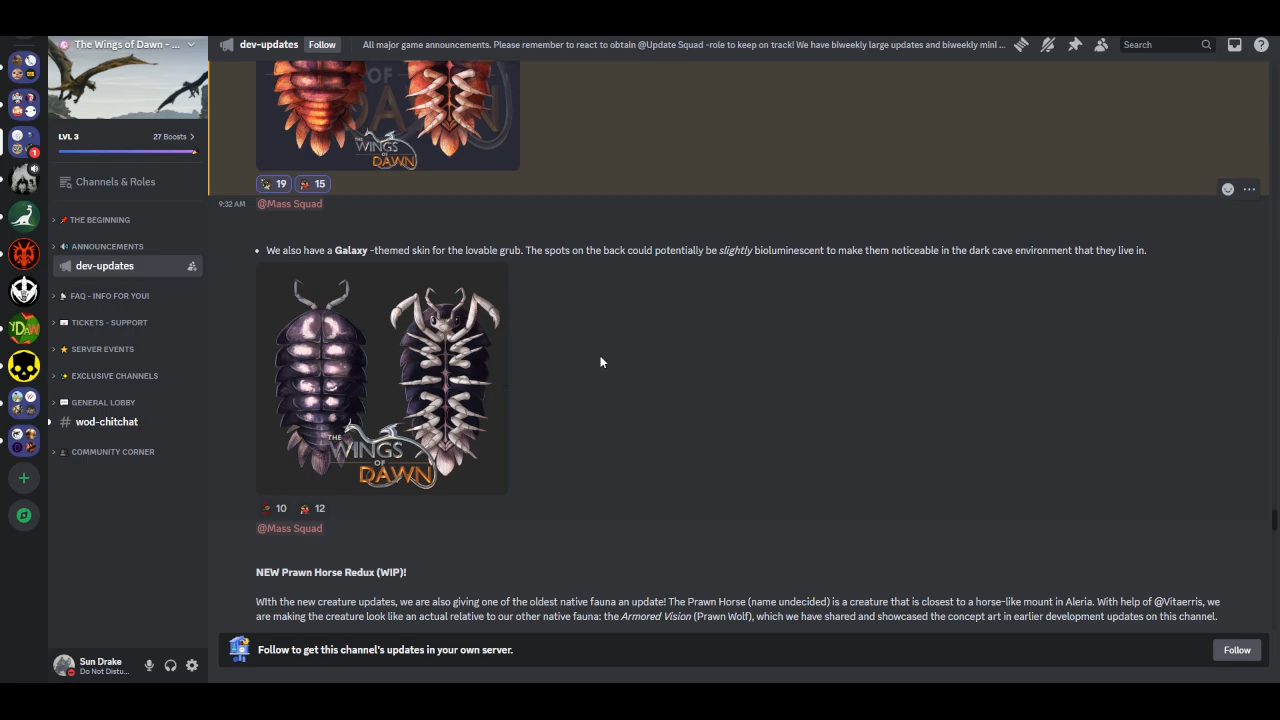 The Wings of Dawn - ...
dev-updates
Follow
All major game announcements. Please remember to react to obtain @Update Squad -role to keep on track! We have biweekly large updates and biweekly mini ...
Search
LVL 3
27 Boosts
Channels & Roles
THE BEGINNING
ANNOUNCEMENTS
dev-updates
FAQ - INFO FOR YOU!
TICKETS - SUPPORT
SERVER EVENTS
EXCLUSIVE CHANNELS
GENERAL LOBBY
wod-chitchat
COMMUNITY CORNER
1
YDAW
OF
DAWN
THE
WINGS
OF
DAWN
19 15
9:32 AM @Mass Squad
• We also have a Galaxy -themed skin for the lovable grub. The spots on the back could potentially be slightly bioluminescent to make them noticeable in the dark cave environment that they live in.
THE
WINGS
OF
DAWN
10 12
@Mass Squad
NEW Prawn Horse Redux (WIP)!
WIth the new creature updates, we are also giving one of the oldest native fauna an update! The Prawn Horse (name undecided) is a creature that is closest to a horse-like mount in Aleria. With help of @Vitaerris, we
are making the creature look like an actual relative to our other native fauna: the Armored Vision (Prawn Wolf), which we have shared and showcased the concept art in earlier development updates on this channel.
Follow to get this channel's updates in your own server.
Follow
Sun Drake
Do Not Distu...